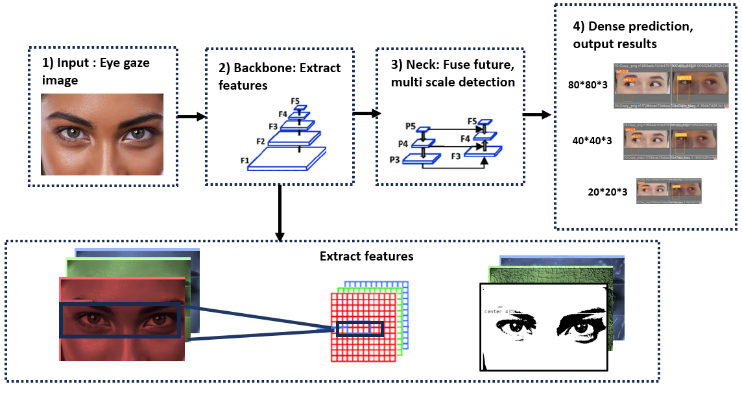 1) Input : Eye gaze
image
2) Backbone: Extract
features
F5
F4
F3
F2
F1
3) Neck: Fuse future,
multi scale detection
P5
P4
P3
F5
F4
F3
4) Dense prediction,
output results
80*80*3
40*40*3
20*20*3
Extract features
center